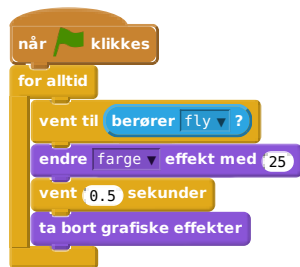 når klikkes
for alltid
vent til berører fly ?
endre farge effekt med 25
vent 0.5 sekunder
ta bort grafiske effekter